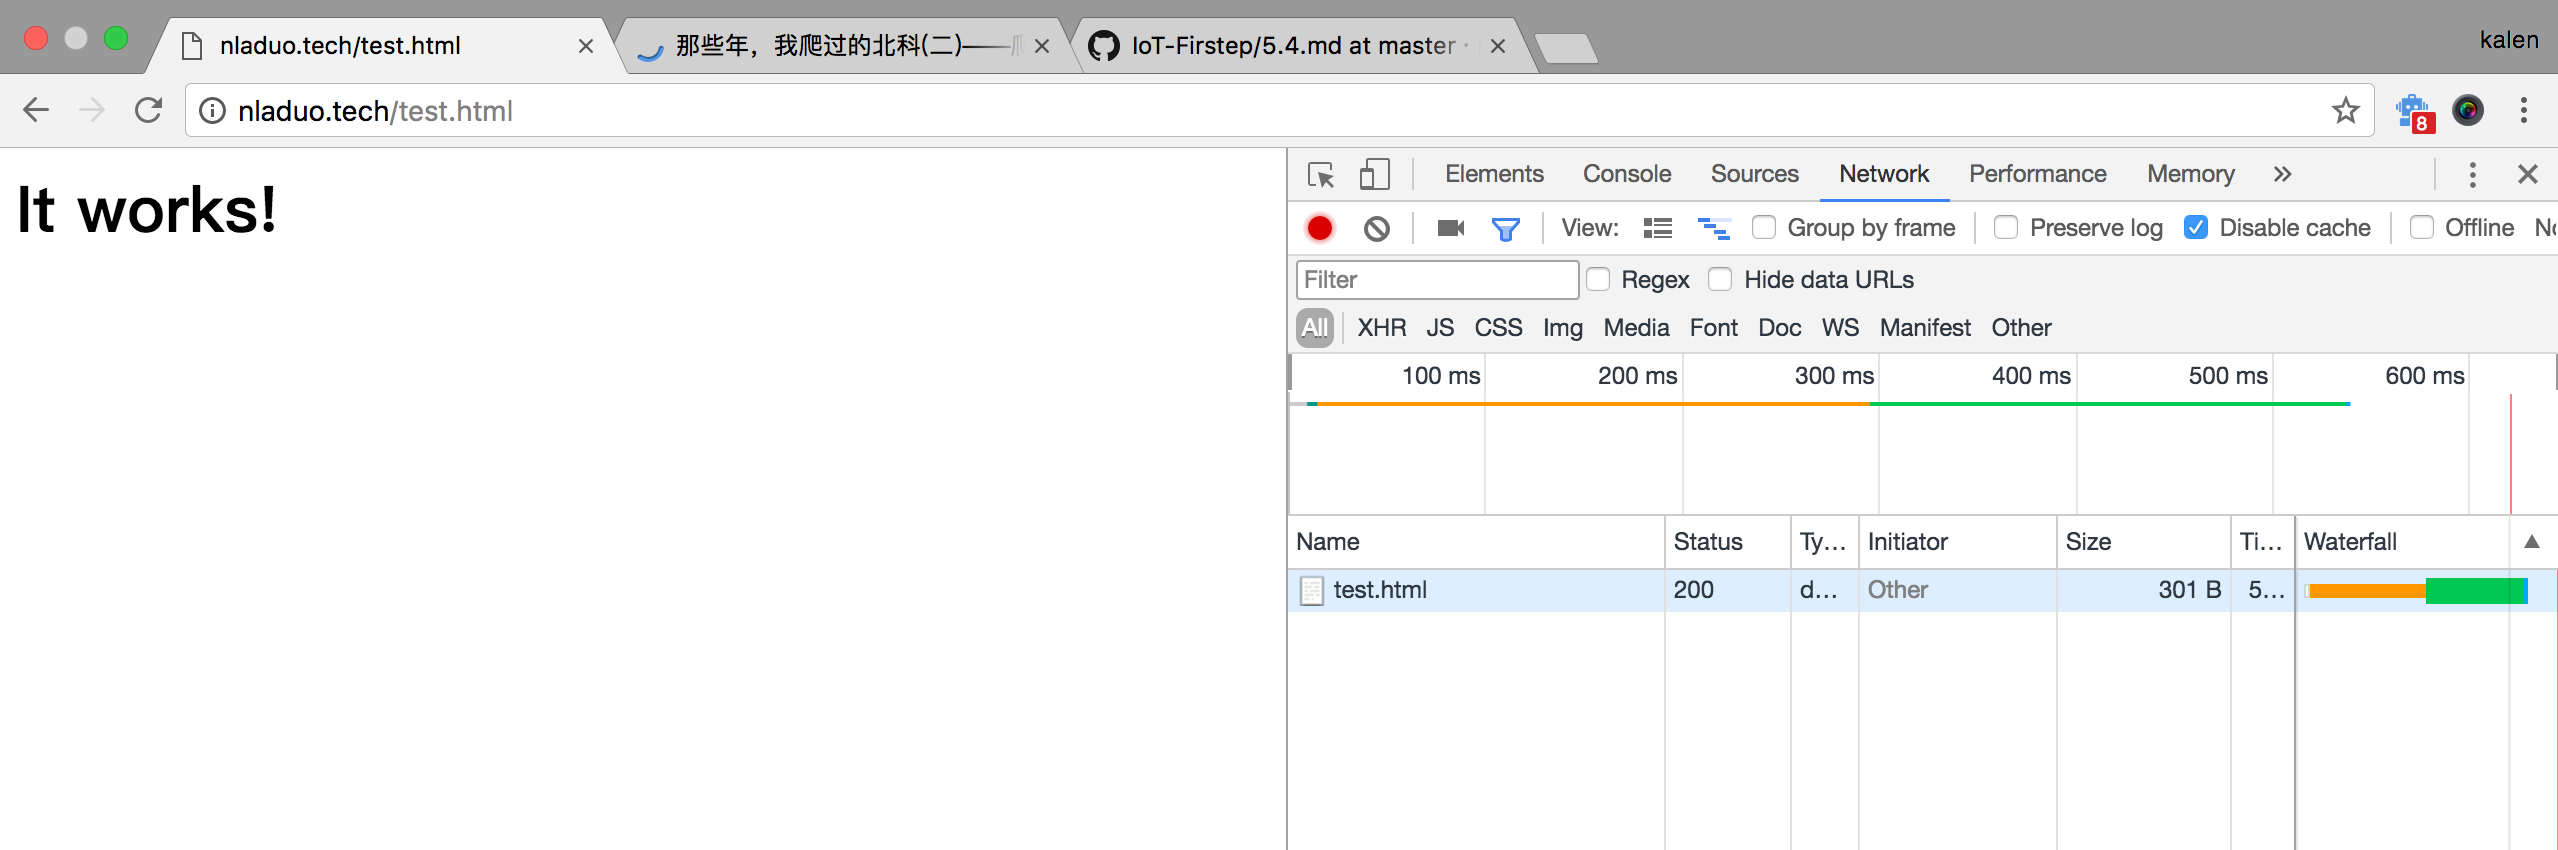 nladuo.tech/test.html
那些年，我爬过的北科(二)——爬
IoT-Firstep/5.4.md at master ·
kalen
nladuo.tech/test.html
8
It works!
Elements Console Sources Network Performance Memory »
View: Group by frame Preserve log Disable cache Offline No
Filter Regex Hide data URLs
All XHR JS CSS Img Media Font Doc WS Manifest Other
100 ms 200 ms 300 ms 400 ms 500 ms 600 ms
Name Status Ty... Initiator Size Ti... Waterfall ▲
test.html 200 d... Other 301 B 5...